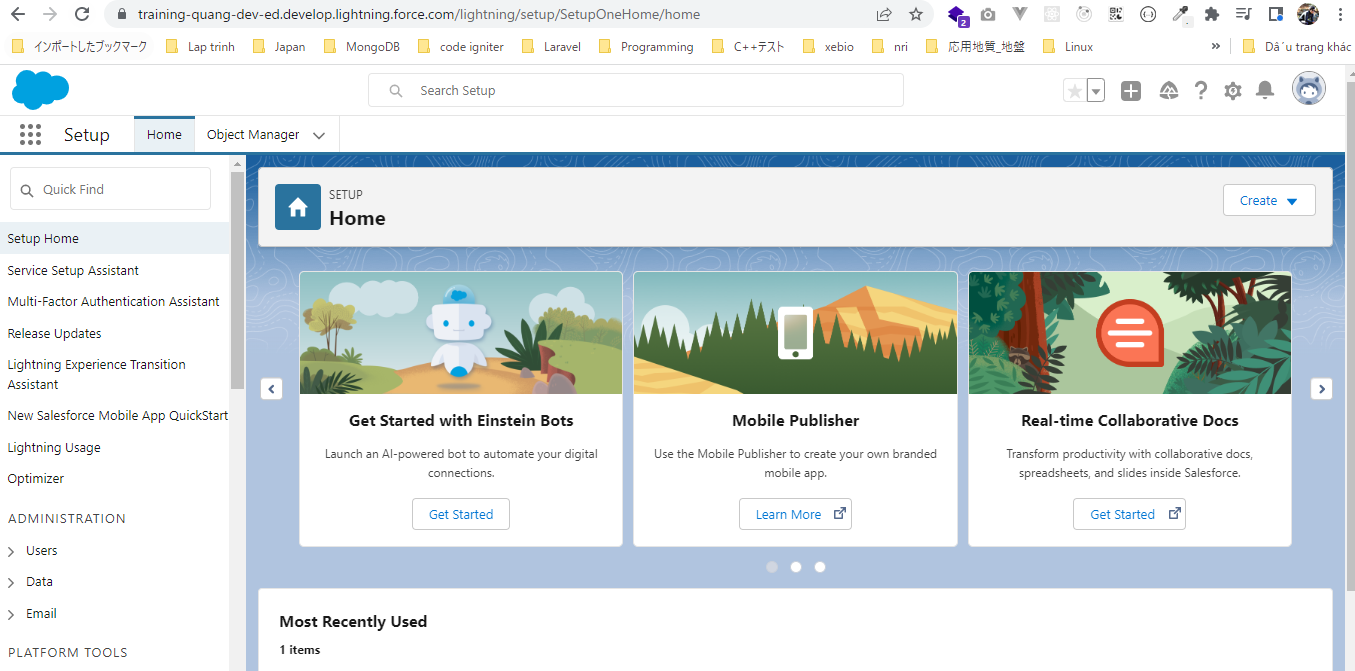 training-quang-dev-ed.develop.lightning.force.com/lightning/setup/SetupOneHome/home
2
インポートしたブックマーク Lap trinh Japan MongoDB code igniter Laravel Programming C++テスト xebio nri 応用地質_地盤 Linux » Dấu trang khác
Search Setup
Setup Home Object Manager
Quick Find
Setup Home
Service Setup Assistant
Multi-Factor Authentication Assistant
Release Updates
Lightning Experience Transition
Assistant
New Salesforce Mobile App QuickStart
Lightning Usage
Optimizer
ADMINISTRATION
Users
Data
Email
PLATFORM TOOLS
SETUP
Home
Create
Get Started with Einstein Bots
Launch an AI-powered bot to automate your digital
connections.
Get Started
Mobile Publisher
Use the Mobile Publisher to create your own branded
mobile app.
Learn More
Real-time Collaborative Docs
Transform productivity with collaborative docs,
spreadsheets, and slides inside Salesforce.
Get Started
Most Recently Used
1 items